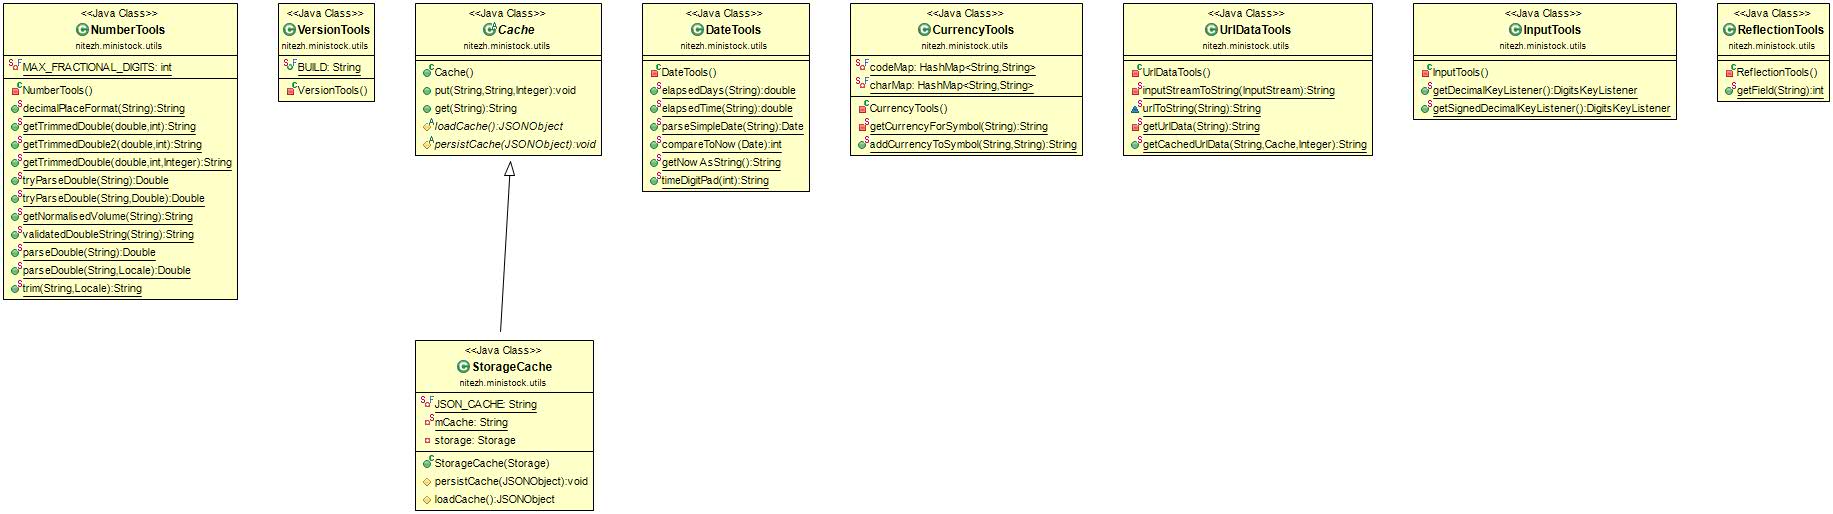 <<Java Class>>
NumberTools
nitezh.ministock.utils
MAX_FRACTIONAL_DIGITS: int
NumberTools()
decimalPlaceFormat(String):String
getTrimmedDouble(double,int):String
getTrimmedDouble2(double,int):String
getTrimmedDouble(double,int,Integer):String
tryParseDouble(String):Double
tryParseDouble(String,Double):Double
getNormalisedVolume(String):String
validatedDoubleString(String):String
parseDouble(String):Double
parseDouble(String,Locale):Double
trim(String,Locale):String
<<Java Class>>
VersionTools
nitezh.ministock.utils
BUILD: String
VersionTools()
<<Java Class>>
Cache
nitezh.ministock.utils
Cache()
put(String,String,Integer):void
get(String):String
loadCache():JSONObject
persistCache(JSONObject):void
<<Java Class>>
StorageCache
nitezh.ministock.utils
JSON_CACHE: String
mCache: String
storage: Storage
StorageCache(Storage)
persistCache(JSONObject):void
loadCache():JSONObject
<<Java Class>>
DateTools
nitezh.ministock.utils
DateTools()
elapsedDays(String):double
elapsedTime(String):double
parseSimpleDate(String):Date
compareToNow(Date):int
getNowAsString():String
timeDigitPad(int):String
<<Java Class>>
CurrencyTools
nitezh.ministock.utils
codeMap: HashMap<String,String>
charMap: HashMap<String,String>
CurrencyTools()
getCurrencyForSymbol(String):String
addCurrencyToSymbol(String,String):String
<<Java Class>>
UrlDataTools
nitezh.ministock.utils
UrlDataTools()
inputStreamToString(InputStream):String
urlToString(String):String
getUrlData(String):String
getCachedUrlData(String,Cache,Integer):String
<<Java Class>>
InputTools
nitezh.ministock.utils
InputTools()
getDecimalKeyListener():DigitsKeyListener
getSignedDecimalKeyListener():DigitsKeyListener
<<Java Class>>
ReflectionTools
nitezh.ministock.utils
ReflectionTools()
getField(String):int